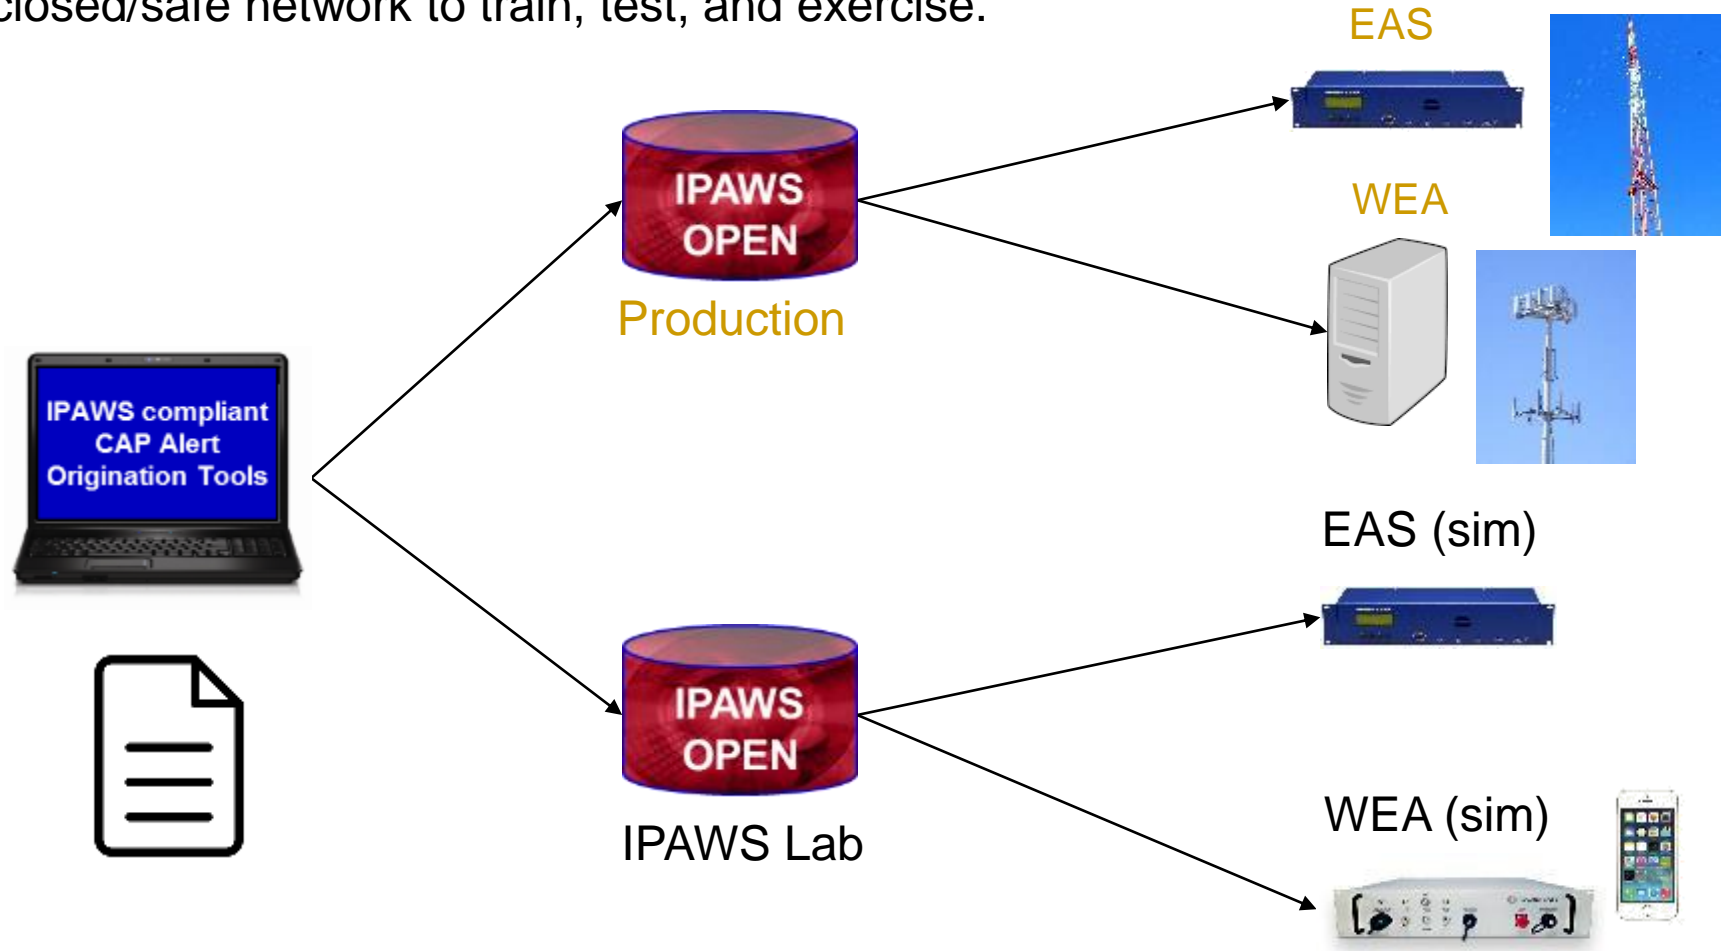 closed/safe network to train, test, and exercise.
EAS
IPAWS
OPEN
WEA
Production
IPAWS compliant
CAP Alert
Origination Tools
EAS (sim)
IPAWS
OPEN
WEA (sim)
IPAWS Lab